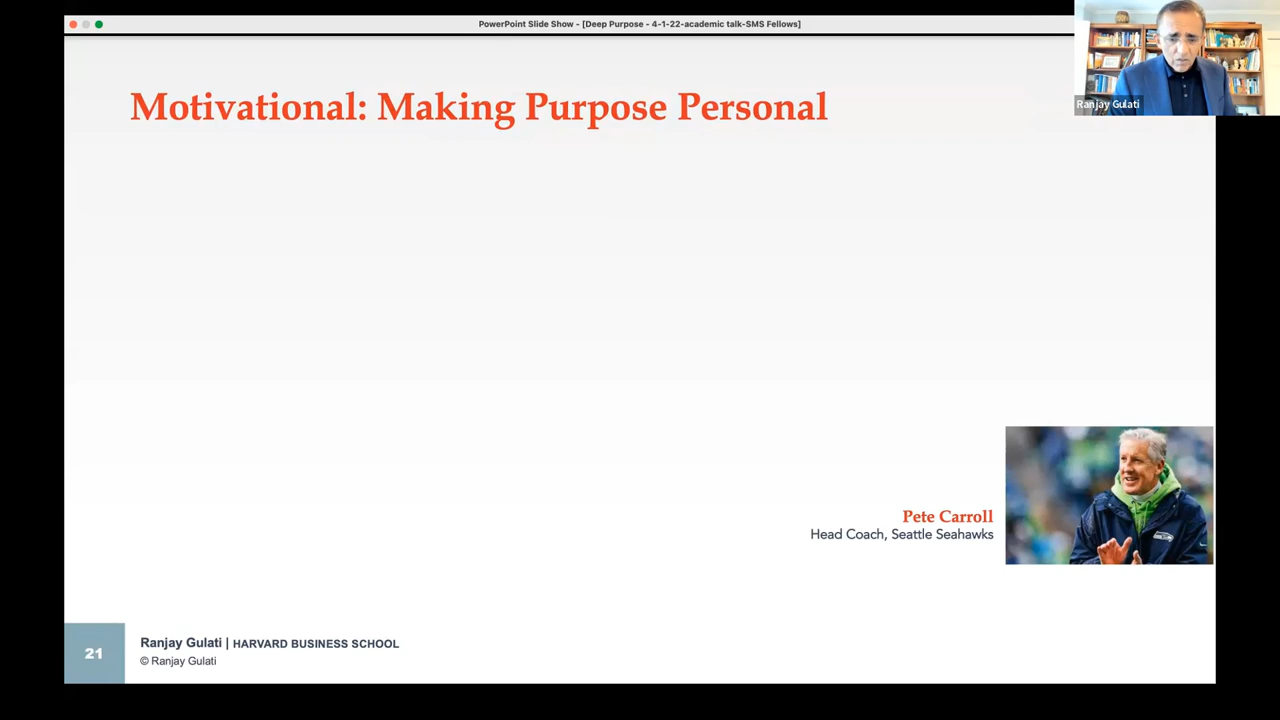 PowerPoint Slide Show - [Deep Purpose - 4-1-22-academic talk-SMS Fellows]
Ranjay Gulati
Motivational: Making Purpose Personal
Pete Carroll
Head Coach, Seattle Seahawks
21
Ranjay Gulati | HARVARD BUSINESS SCHOOL
© Ranjay Gulati